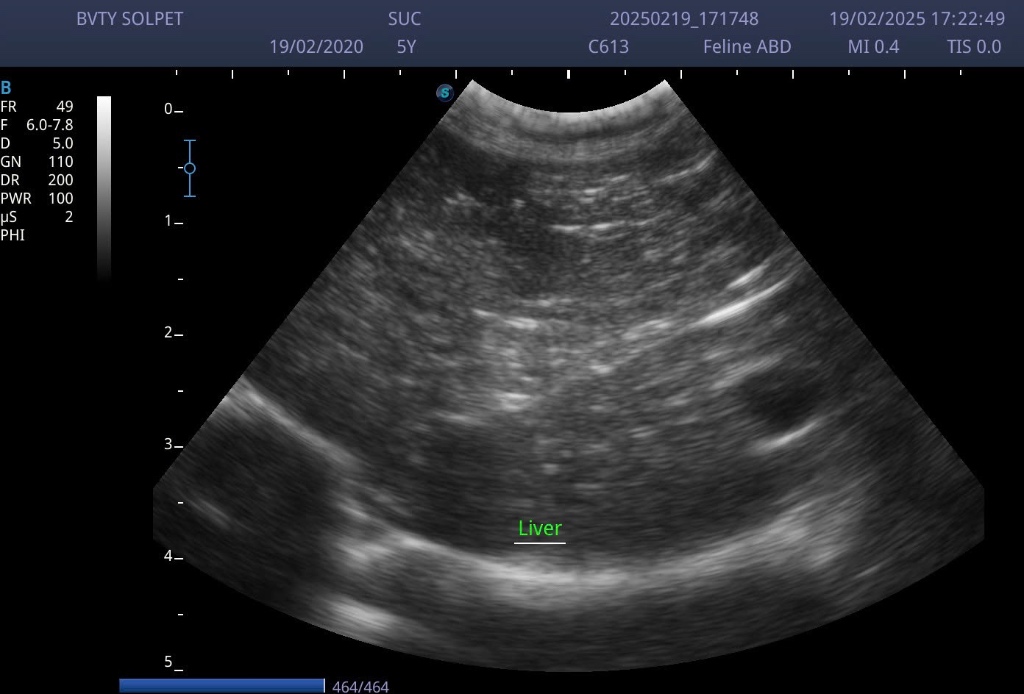 BVTY SOLPET SUC 20250219_171748 19/02/2025 17:22:49
19/02/2020 5Y C613 Feline ABD MI 0.4 TIS 0.0
B
FR 49
F 6.0-7.8
D 5.0
GN 110
DR 200
PWR 100
µS 2
PHI
S
0
1
2
3
4
5
Liver
464/464